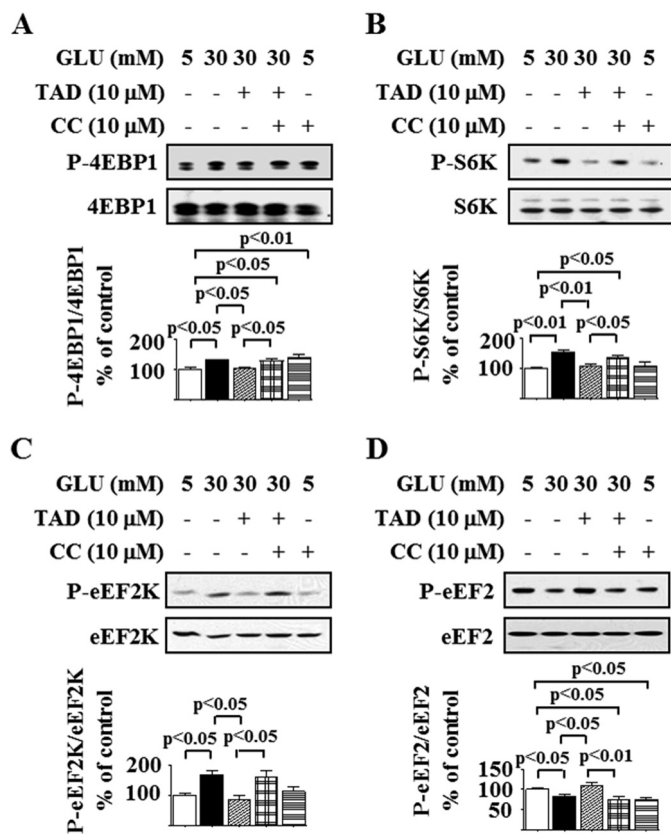 A
GLU (mM) 5 30 30 30 5
TAD (10 μM) - - + + -
CC (10 μM) - - - + +
P-4EBP1
4EBP1
p<0.01
p<0.05
p<0.05
p<0.05 p<0.05
P-4EBP1/4EBP1
% of control
200
100
B
GLU (mM) 5 30 30 30 5
TAD (10 μM) - - + + -
CC (10 μM) - - - + +
P-S6K
S6K
p<0.05
p<0.01
p<0.01 p<0.05
P-S6K/S6K
% of control
200
100
C
GLU (mM) 5 30 30 30 5
TAD (10 μM) - - + + -
CC (10 μM) - - - + +
P-eEF2K
eEF2K
p<0.05
p<0.05 p<0.05
P-eEF2K/eEF2K
% of control
200
100
D
GLU (mM) 5 30 30 30 5
TAD (10 μM) - - + + -
CC (10 μM) - - - + +
P-eEF2
eEF2
p<0.05
p<0.05
p<0.05
p<0.05 p<0.01
P-eEF2/eEF2
% of control
150
100
50